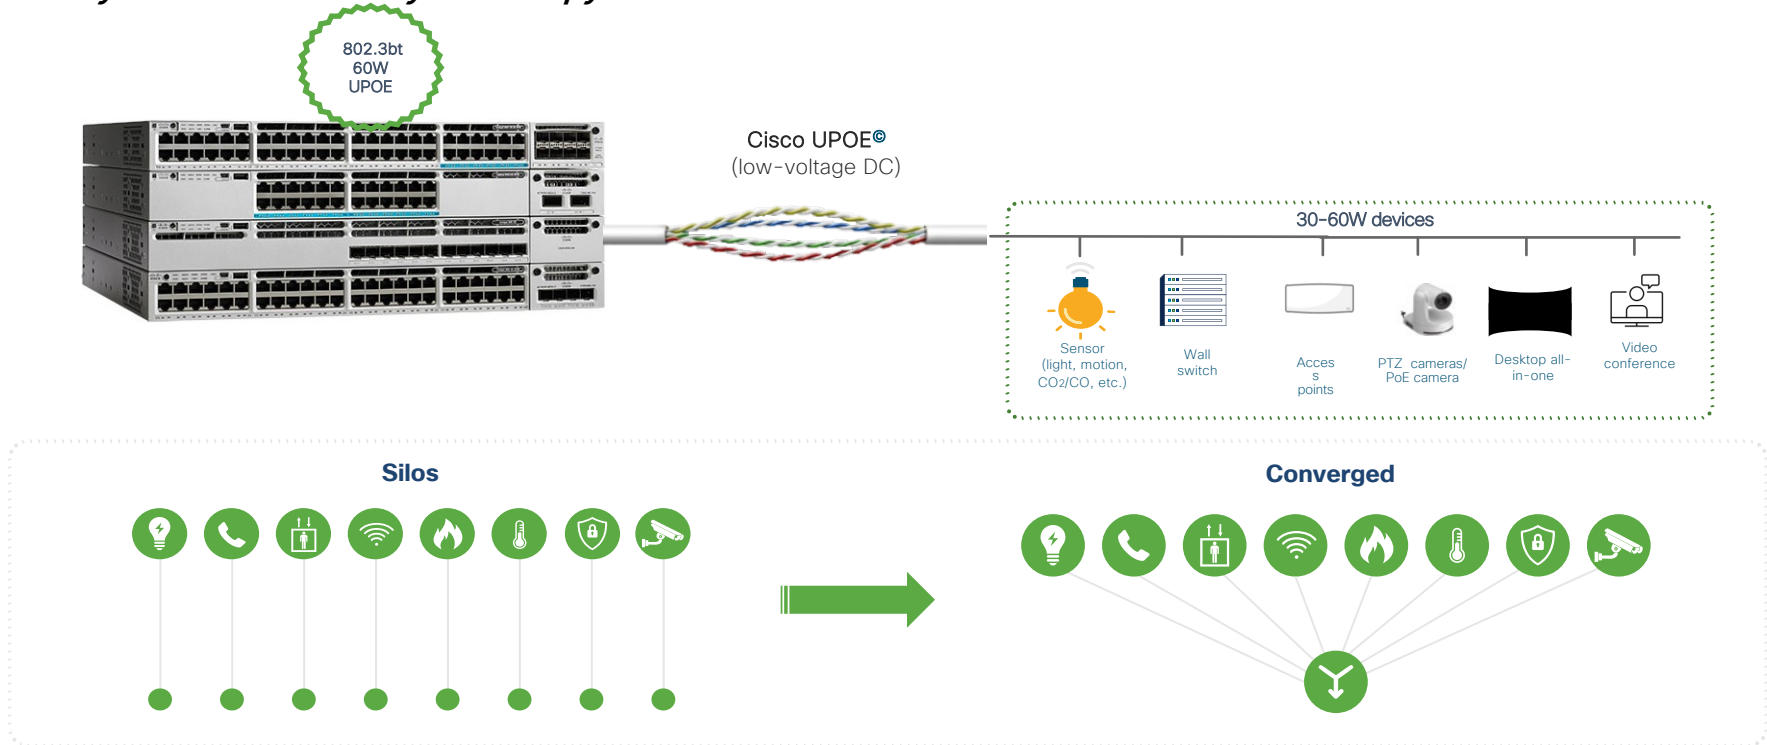 802.3bt
60W
UPOE
Cisco UPOE©
(low-voltage DC)
30-60W devices
Sensor
(light, motion,
CO2/CO, etc.)
Wall
switch
Acces
s
points
PTZ cameras/
PoE camera
Desktop all-
in-one
Video
conference
Silos
Converged